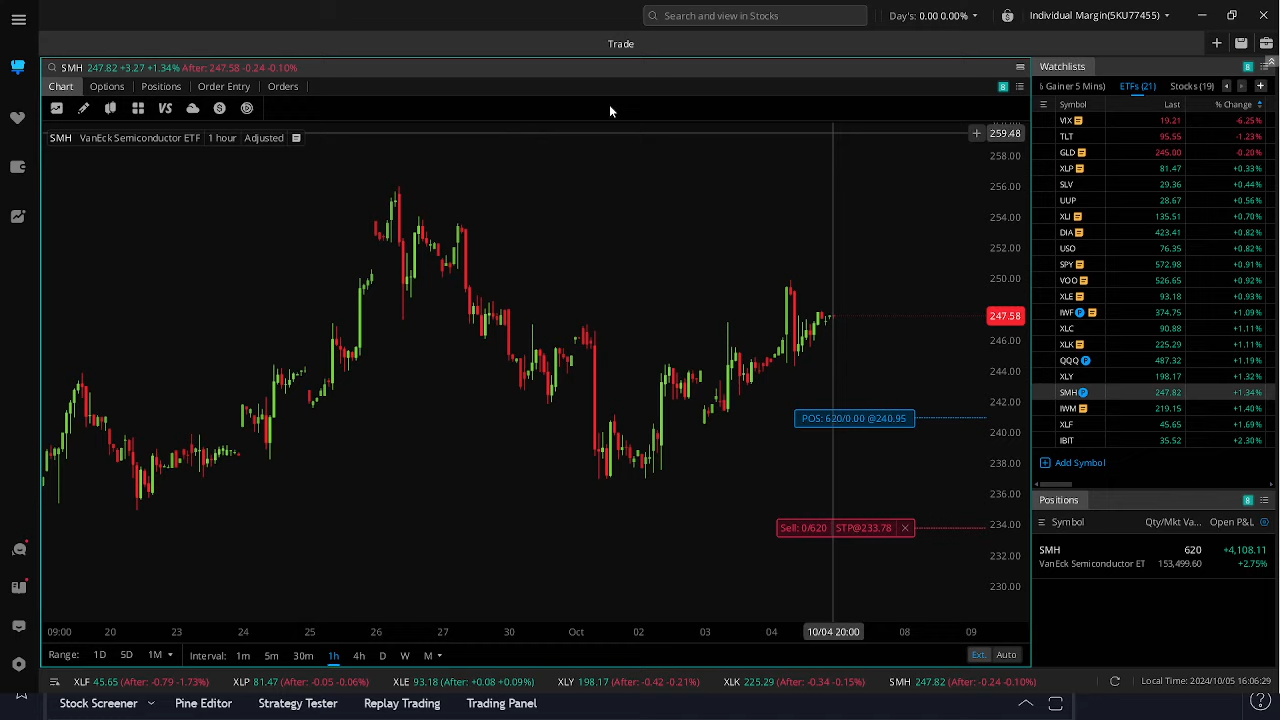 Search and view in Stocks
Day's: 0.00 0.00%
Individual Margin(5KU77455)
Trade
SMH 247.82 +3.27 +1.34% After: 247.58 -0.24 -0.10%
Chart Options Positions Order Entry Orders 8
VS
SMH VanEck Semiconductor ETF 1 hour Adjusted
259.48
258.00
256.00
254.00
252.00
250.00
247.58
246.00
244.00
242.00
240.00
238.00
236.00
234.00
232.00
230.00
POS: 620/0.00 @240.95
Sell: 0/620 STP@233.78
09:00 20 23 24 25 26 27 30 Oct 02 03 04 10/04 20:00 08 09
Range: 1D 5D 1M Interval: 1m 5m 30m 1h 4h D W M Ext. Auto
Watchlists 8
Gainer 5 Mins) ETFs (21) Stocks (19)
Symbol Last % Change
VIX 19.21 -6.25%
TLT 95.55 -1.23%
GLD 245.00 -0.20%
XLP 81.47 +0.33%
SLV 29.36 +0.44%
UUP 28.67 +0.56%
XLI 135.51 +0.70%
DIA 423.41 +0.82%
USO 76.35 +0.82%
SPY 572.98 +0.91%
VOO 526.65 +0.92%
XLE 93.18 +0.93%
IWF P 374.75 +1.09%
XLC 90.88 +1.11%
XLK 225.29 +1.11%
QQQ P 487.32 +1.19%
XLY 198.17 +1.32%
SMH P 247.82 +1.34%
IWM 219.15 +1.40%
XLF 45.65 +1.69%
IBIT 35.52 +2.30%
Add Symbol
Positions 8
Symbol Qty/Mkt Va... Open P&L
SMH 620 +4,108.11
VanEck Semiconductor ET 153,499.60 +2.75%
XLF 45.65 (After: -0.79 -1.73%) XLP 81.47 (After: -0.05 -0.06%) XLE 93.18 (After: +0.08 +0.09%) XLY 198.17 (After: -0.42 -0.21%) XLK 225.29 (After: -0.34 -0.15%) SMH 247.82 (After: -0.24 -0.10%)
Local Time: 2024/10/05 16:06:29
Stock Screener Pine Editor Strategy Tester Replay Trading Trading Panel